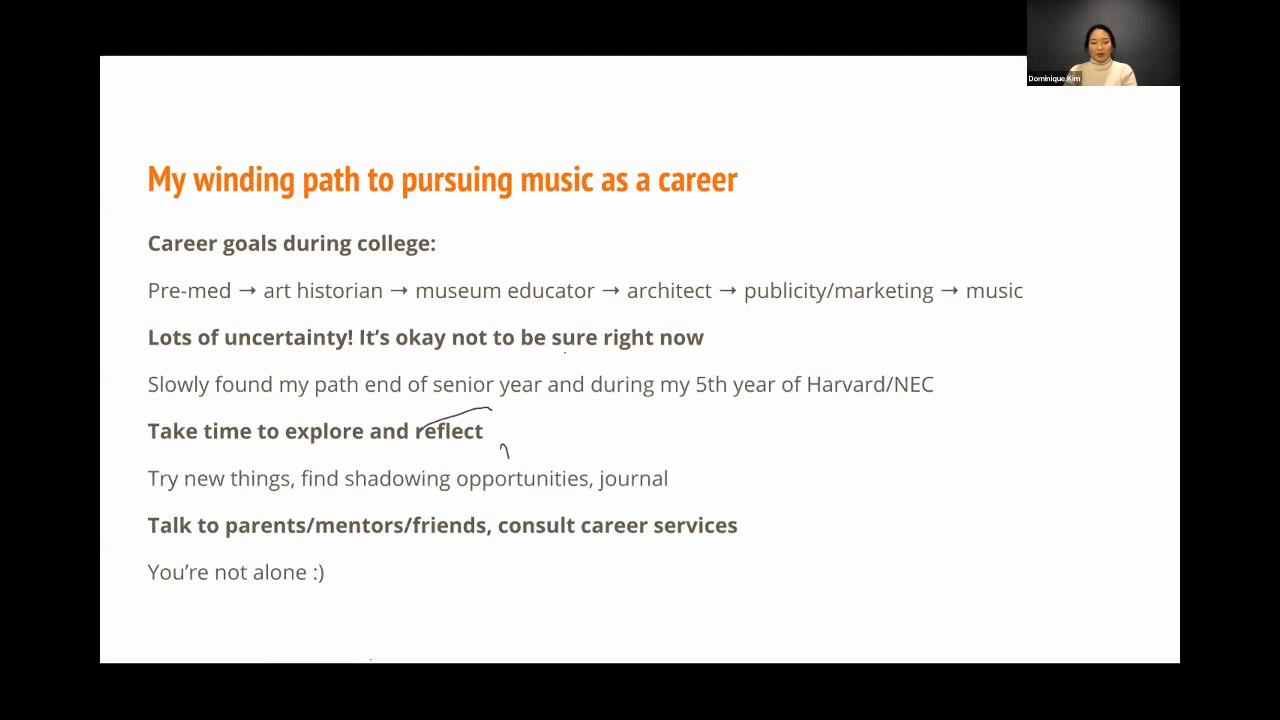 Dominique Kim
My winding path to pursuing music as a career
Career goals during college:
Pre-med → art historian → museum educator → architect → publicity/marketing → music
Lots of uncertainty! It’s okay not to be sure right now
Slowly found my path end of senior year and during my 5th year of Harvard/NEC
Take time to explore and reflect
Try new things, find shadowing opportunities, journal
Talk to parents/mentors/friends, consult career services
You’re not alone :)